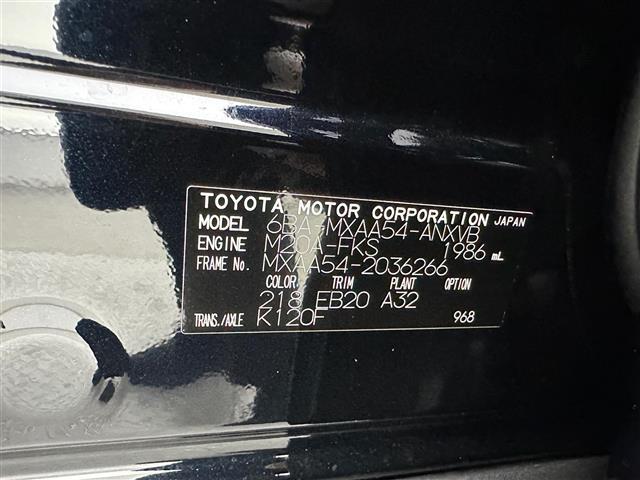 TOYOTA MOTOR CORPORATION JAPAN
MODEL 6BA-MXAA54-ANXVB
ENGINE M20A-FKS 1986 mL
FRAME No. MXAA54-2036266
COLOR TRIM PLANT OPTION
218 EB20 A32
TRANS./AXLE K120F 968